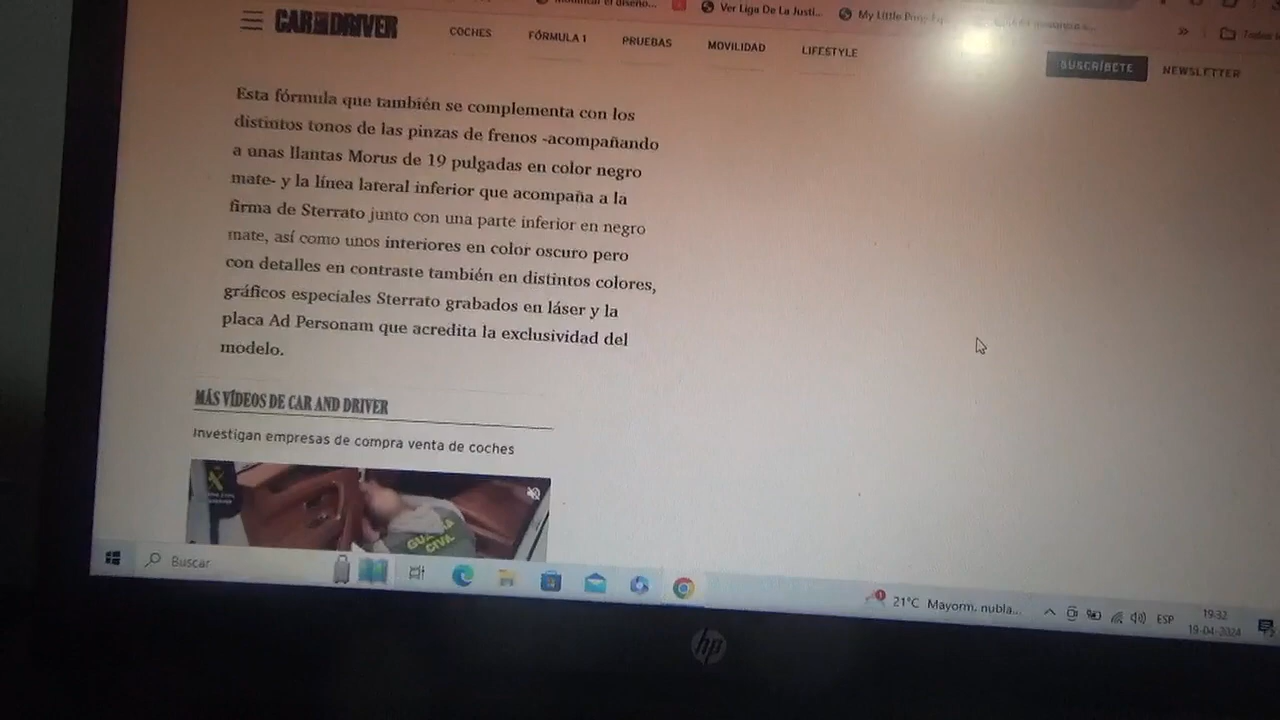 Ver Liga De La Justi...
CAR AND DRIVER
COCHES
FÓRMULA 1
PRUEBAS
MOVILIDAD
LIFESTYLE
SUSCRÍBETE
NEWSLETTER
Esta fórmula que también se complementa con los
distintos tonos de las pinzas de frenos -acompañando
a unas llantas Morus de 19 pulgadas en color negro
mate- y la línea lateral inferior que acompaña a la
firma de Sterrato junto con una parte inferior en negro
mate, así como unos interiores en color oscuro pero
con detalles en contraste también en distintos colores,
gráficos especiales Sterrato grabados en láser y la
placa Ad Personam que acredita la exclusividad del
modelo.
MÁS VÍDEOS DE CAR AND DRIVER
Investigan empresas de compra venta de coches
GUARDIA
CIVIL
Buscar
21°C Mayorm. nubla...
ESP
19:32
19-04-2024
hp